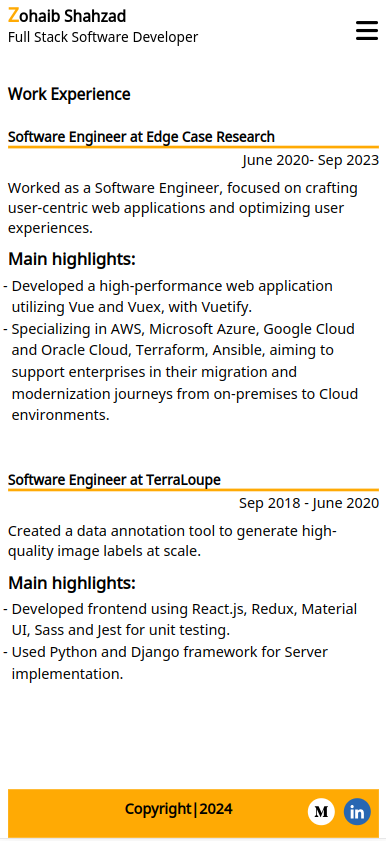 Zohaib Shahzad
Full Stack Software Developer
Work Experience
Software Engineer at Edge Case Research
June 2020- Sep 2023
Worked as a Software Engineer, focused on crafting
user-centric web applications and optimizing user
experiences.
Main highlights:
- Developed a high-performance web application
utilizing Vue and Vuex, with Vuetify.
- Specializing in AWS, Microsoft Azure, Google Cloud
and Oracle Cloud, Terraform, Ansible, aiming to
support enterprises in their migration and
modernization journeys from on-premises to Cloud
environments.
Software Engineer at TerraLoupe
Sep 2018 - June 2020
Created a data annotation tool to generate high-
quality image labels at scale.
Main highlights:
- Developed frontend using React.js, Redux, Material
UI, Sass and Jest for unit testing.
- Used Python and Django framework for Server
implementation.
Copyright|2024
M
in